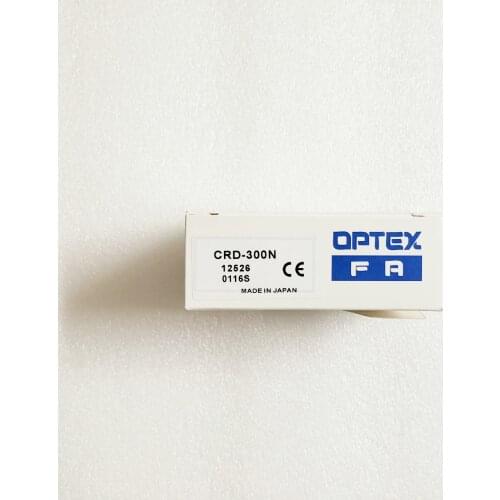 CRD-300N
12526
0116S
CE
MADE IN JAPAN
OPTEX
FA